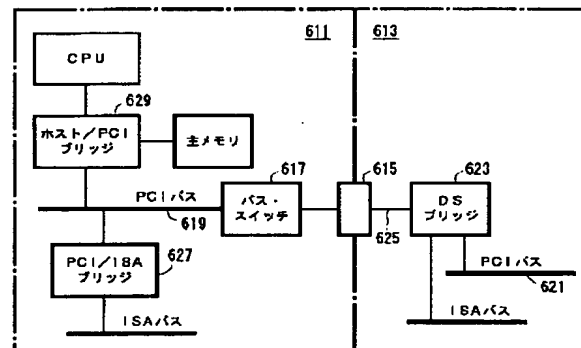 611
613
CPU
629
ホスト/PCI
ブリッジ
主メモリ
617
615
623
PCIバス
バス・
スイッチ
DS
ブリッジ
619
625
PCI/ISA
ブリッジ
627
PCIバス
621
ISAバス
ISAバス